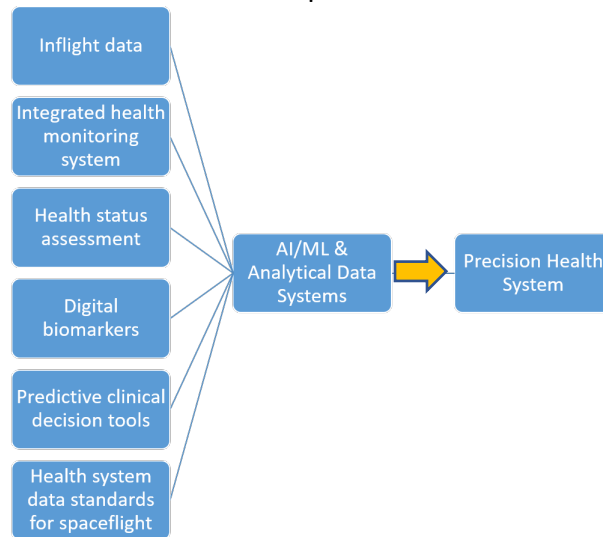 Inflight data
Integrated health
monitoring
system
Health status
assessment
Digital
biomarkers
Predictive clinical
decision tools
Health system
data standards
for spaceflight
AI/ML &
Analytical Data
Systems
Precision Health
System